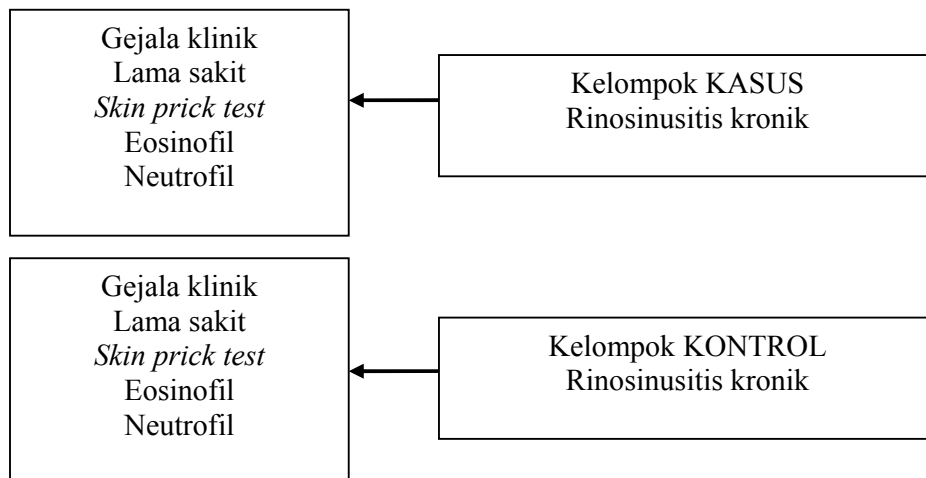 Gejala klinik
Lama sakit
Skin prick test
Eosinofil
Neutrofil
Kelompok KASUS
Rinosinusitis kronik
Gejala klinik
Lama sakit
Skin prick test
Eosinofil
Neutrofil
Kelompok KONTROL
Rinosinusitis kronik